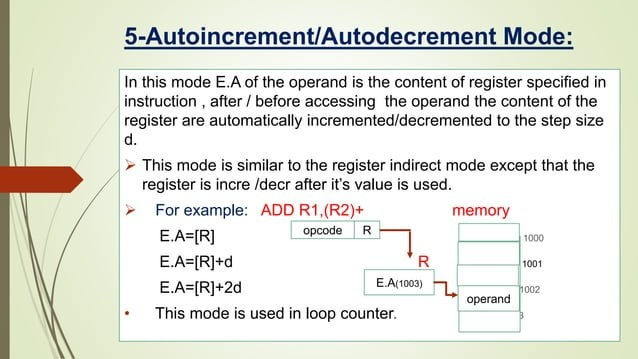 5-Autoincrement/Autodecrement Mode:
In this mode E.A of the operand is the content of register specified in
instruction , after / before accessing the operand the content of the
register are automatically incremented/decremented to the step size
d.
This mode is similar to the register indirect mode except that the
register is incre /decr after it's value is used.
For example: ADD R1,(R2)+ memory
opcode R
E.A=[R] 1000
E.A=[R]+d R 1001
E.A=[R]+2d E.A(1003) 1002
operand
• This mode is used in loop counter. 3